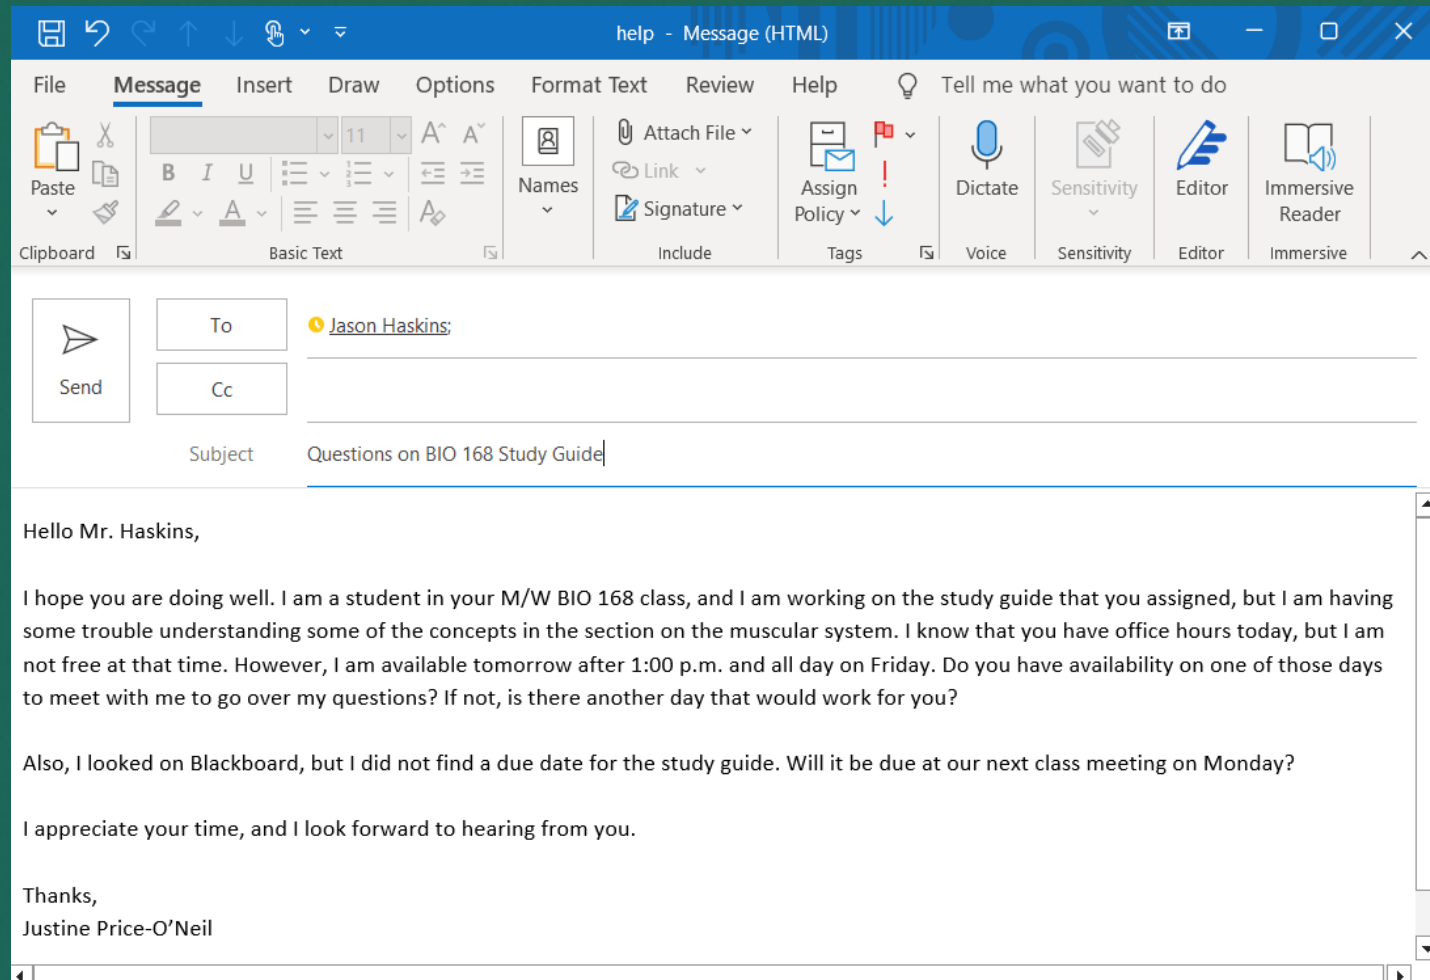 help - Message (HTML)
File Message Insert Draw Options Format Text Review Help Tell me what you want to do
Paste
Clipboard
11
A A
B I U
A
Basic Text
Names
Attach File
Link
Signature
Include
Assign
Policy
Tags
Dictate
Voice
Sensitivity
Sensitivity
Editor
Editor
Immersive
Reader
Immersive
Send
To Jason Haskins;
Cc
Subject Questions on BIO 168 Study Guide
Hello Mr. Haskins,
I hope you are doing well. I am a student in your M/W BIO 168 class, and I am working on the study guide that you assigned, but I am having
some trouble understanding some of the concepts in the section on the muscular system. I know that you have office hours today, but I am
not free at that time. However, I am available tomorrow after 1:00 p.m. and all day on Friday. Do you have availability on one of those days
to meet with me to go over my questions? If not, is there another day that would work for you?
Also, I looked on Blackboard, but I did not find a due date for the study guide. Will it be due at our next class meeting on Monday?
I appreciate your time, and I look forward to hearing from you.
Thanks,
Justine Price-O’Neil